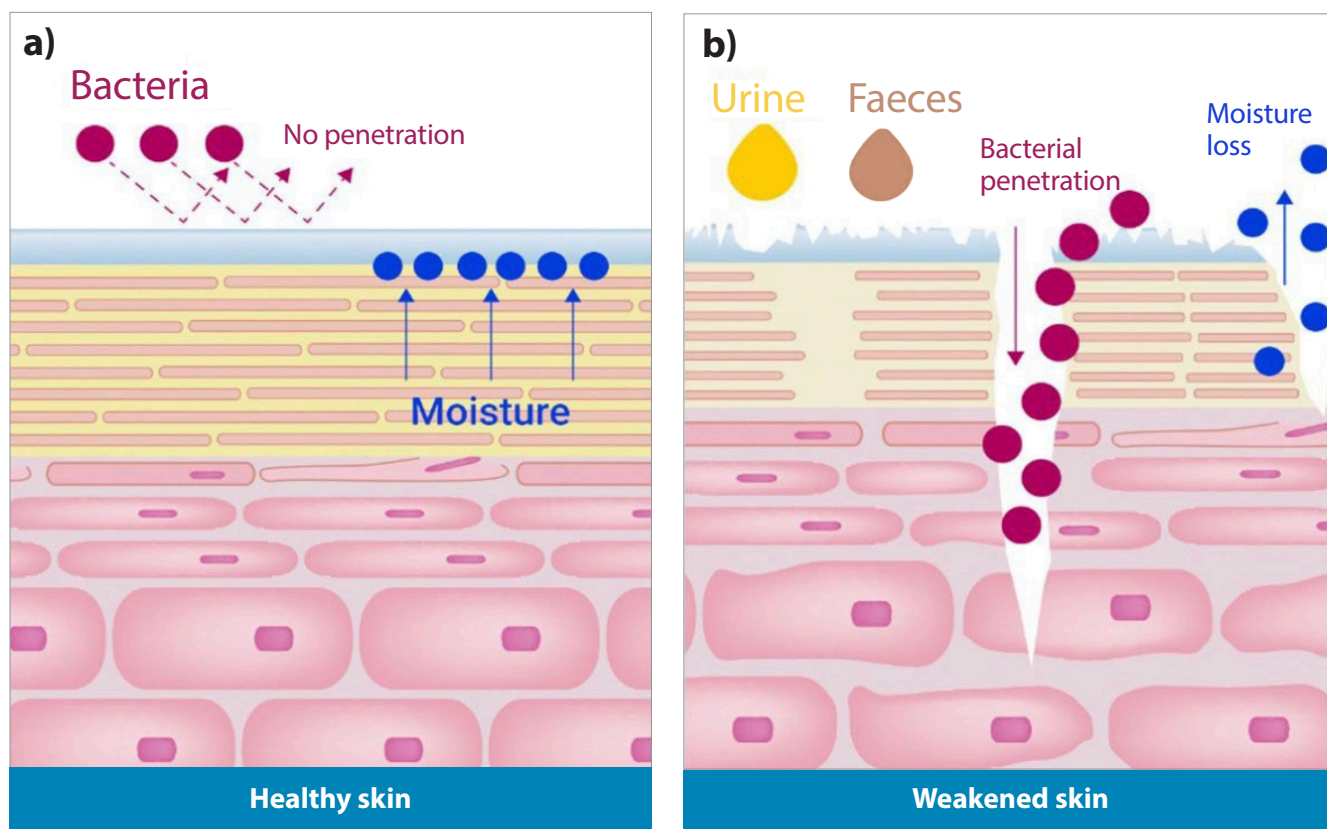 a)
Bacteria
No penetration
Moisture
Healthy skin
b)
Urine
Faeces
Bacterial
penetration
Moisture
loss
Weakened skin